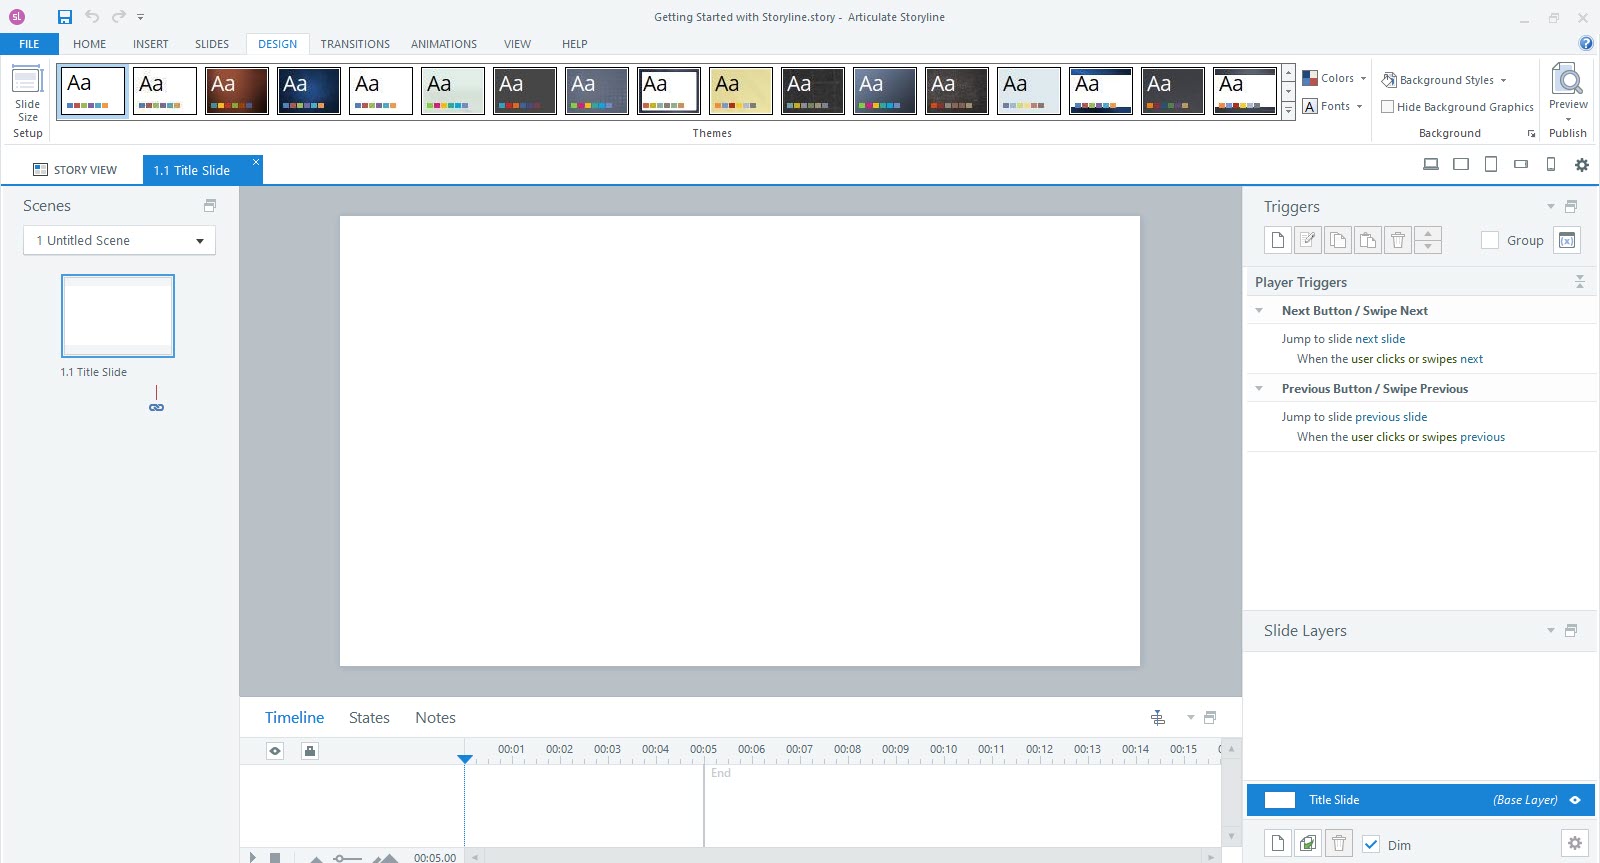 sl
Getting Started with Storyline.story - Articulate Storyline
FILE HOME INSERT SLIDES DESIGN TRANSITIONS ANIMATIONS VIEW HELP
Slide Size
Setup
Aa Aa Aa Aa Aa Aa Aa Aa Aa Aa Aa Aa Aa Aa Aa Aa Aa
Themes
Colors
Fonts
Background Styles
Hide Background Graphics
Background
Preview
Publish
STORY VIEW
1.1 Title Slide
Scenes
1 Untitled Scene
1.1 Title Slide
Triggers
Group
(x)
Player Triggers
Next Button / Swipe Next
Jump to slide next slide
When the user clicks or swipes next
Previous Button / Swipe Previous
Jump to slide previous slide
When the user clicks or swipes previous
Slide Layers
Timeline States Notes
00:01 00:02 00:03 00:04 00:05 00:06 00:07 00:08 00:09 00:10 00:11 00:12 00:13 00:14 00:15
End
Title Slide (Base Layer)
Dim
00:05.00